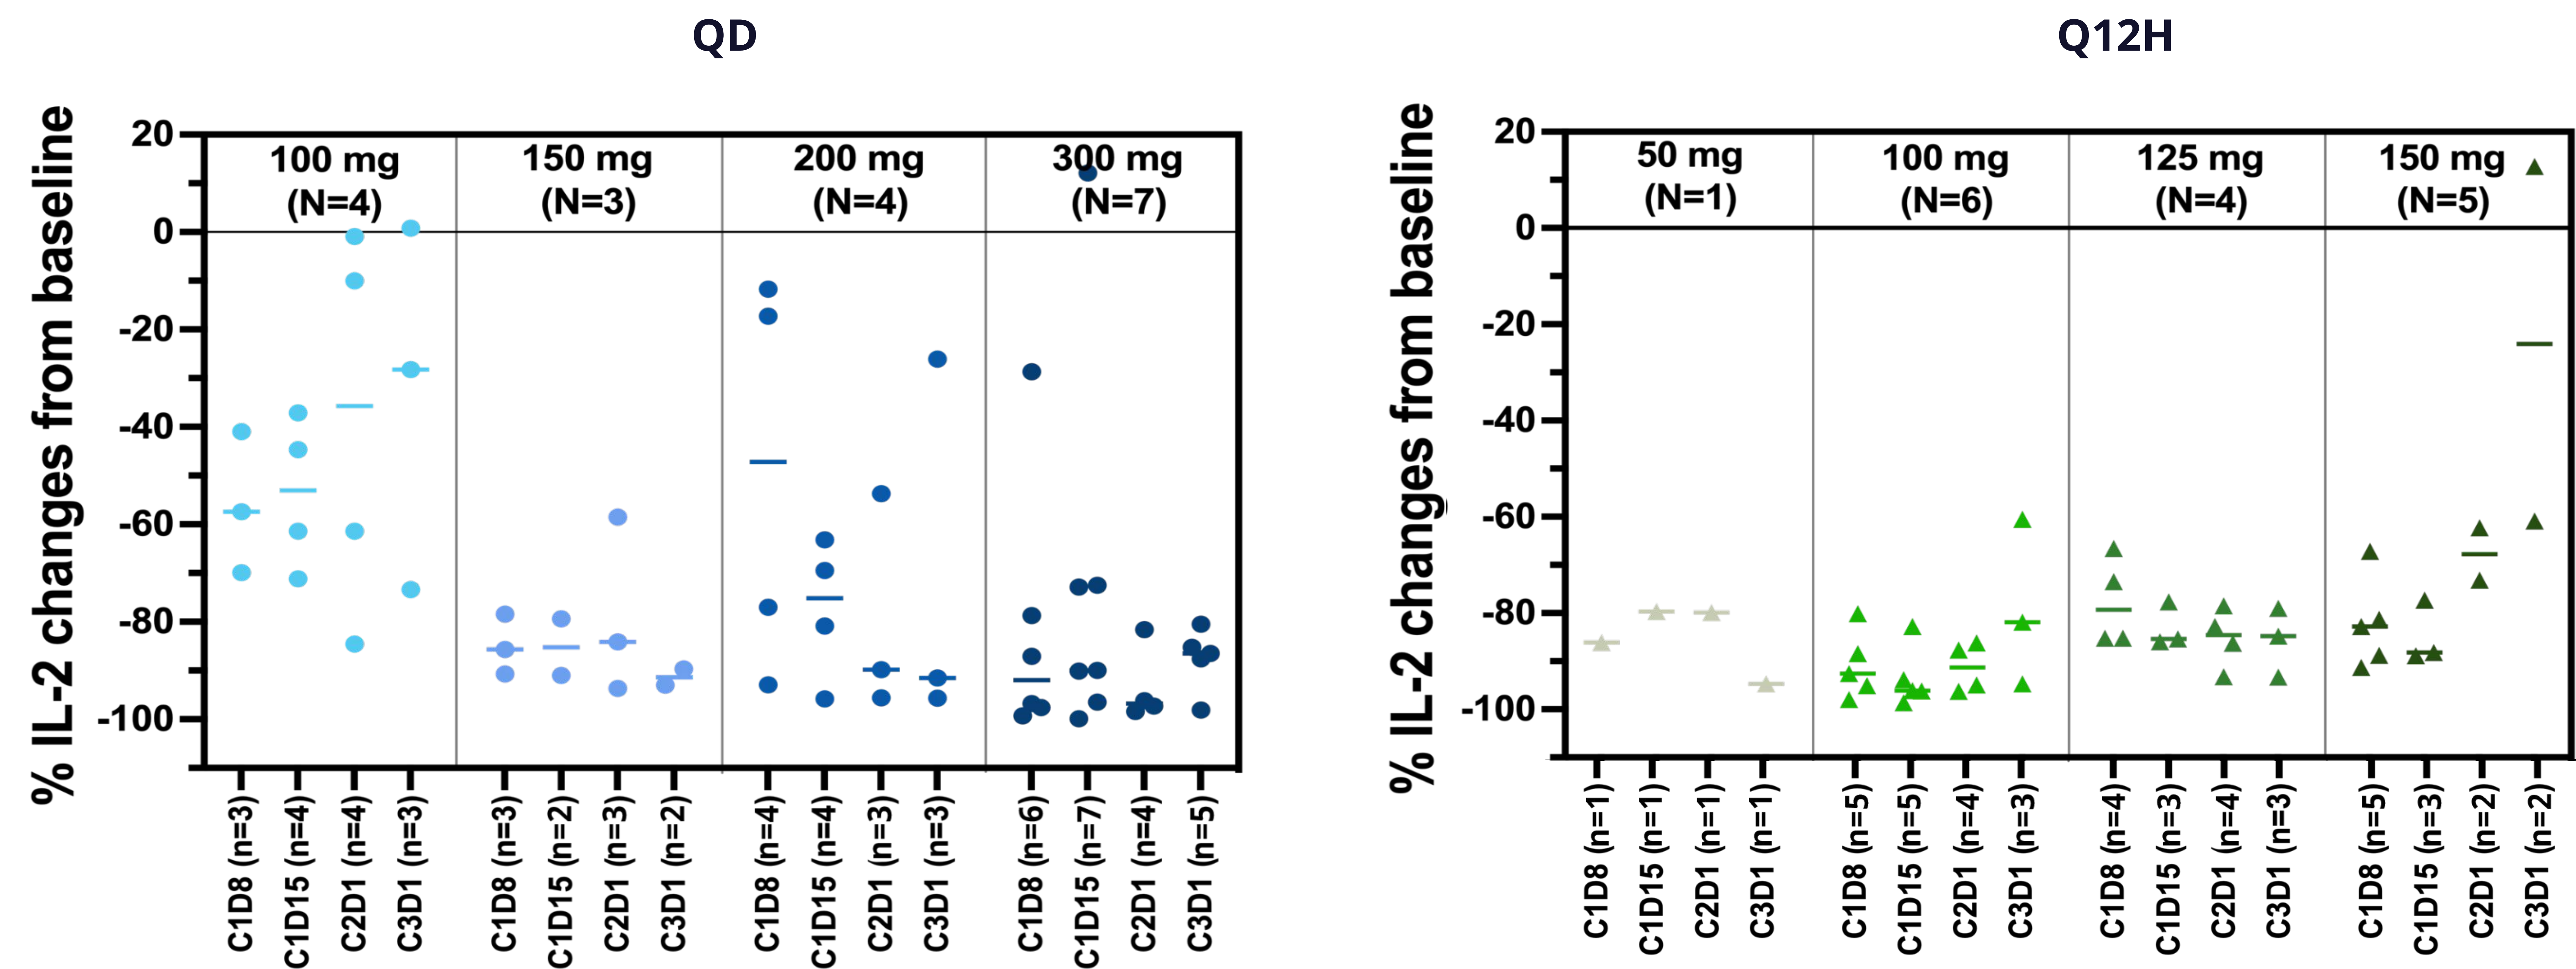 QD
% IL-2 changes from baseline
20
0
-20
-40
-60
-80
-100
100 mg
(N=4)
150 mg
(N=3)
200 mg
(N=4)
300 mg
(N=7)
C1D8 (n=3)
C1D15 (n=4)
C2D1 (n=4)
C3D1 (n=3)
C1D8 (n=3)
C1D15 (n=2)
C2D1 (n=3)
C3D1 (n=2)
C1D8 (n=4)
C1D15 (n=4)
C2D1 (n=3)
C3D1 (n=3)
C1D8 (n=6)
C1D15 (n=7)
C2D1 (n=4)
C3D1 (n=5)
Q12H
% IL-2 changes from baseline
20
0
-20
-40
-60
-80
-100
50 mg
(N=1)
100 mg
(N=6)
125 mg
(N=4)
150 mg
(N=5)
C1D8 (n=1)
C1D15 (n=1)
C2D1 (n=1)
C3D1 (n=1)
C1D8 (n=5)
C1D15 (n=5)
C2D1 (n=4)
C3D1 (n=3)
C1D8 (n=4)
C1D15 (n=3)
C2D1 (n=4)
C3D1 (n=3)
C1D8 (n=5)
C1D15 (n=3)
C2D1 (n=2)
C3D1 (n=2)